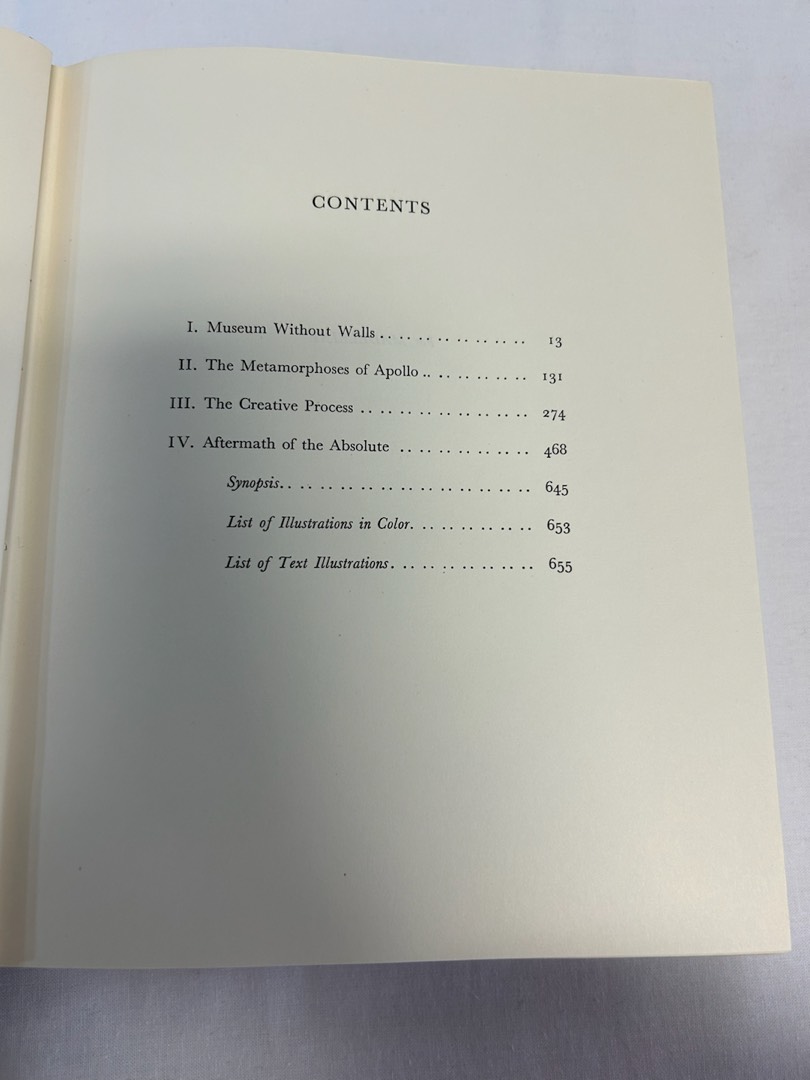 CONTENTS
I. Museum Without Walls . . . . . . . . . . . . . . . . 13
II. The Metamorphoses of Apollo . . . . . . . . . . . . 131
III. The Creative Process . . . . . . . . . . . . . . . . . . 274
IV. Aftermath of the Absolute . . . . . . . . . . . . . . 468
Synopsis. . . . . . . . . . . . . . . . . . . . . . . . . . . 645
List of Illustrations in Color. . . . . . . . . . . . . 653
List of Text Illustrations. . . . . . . . . . . . . . . . 655